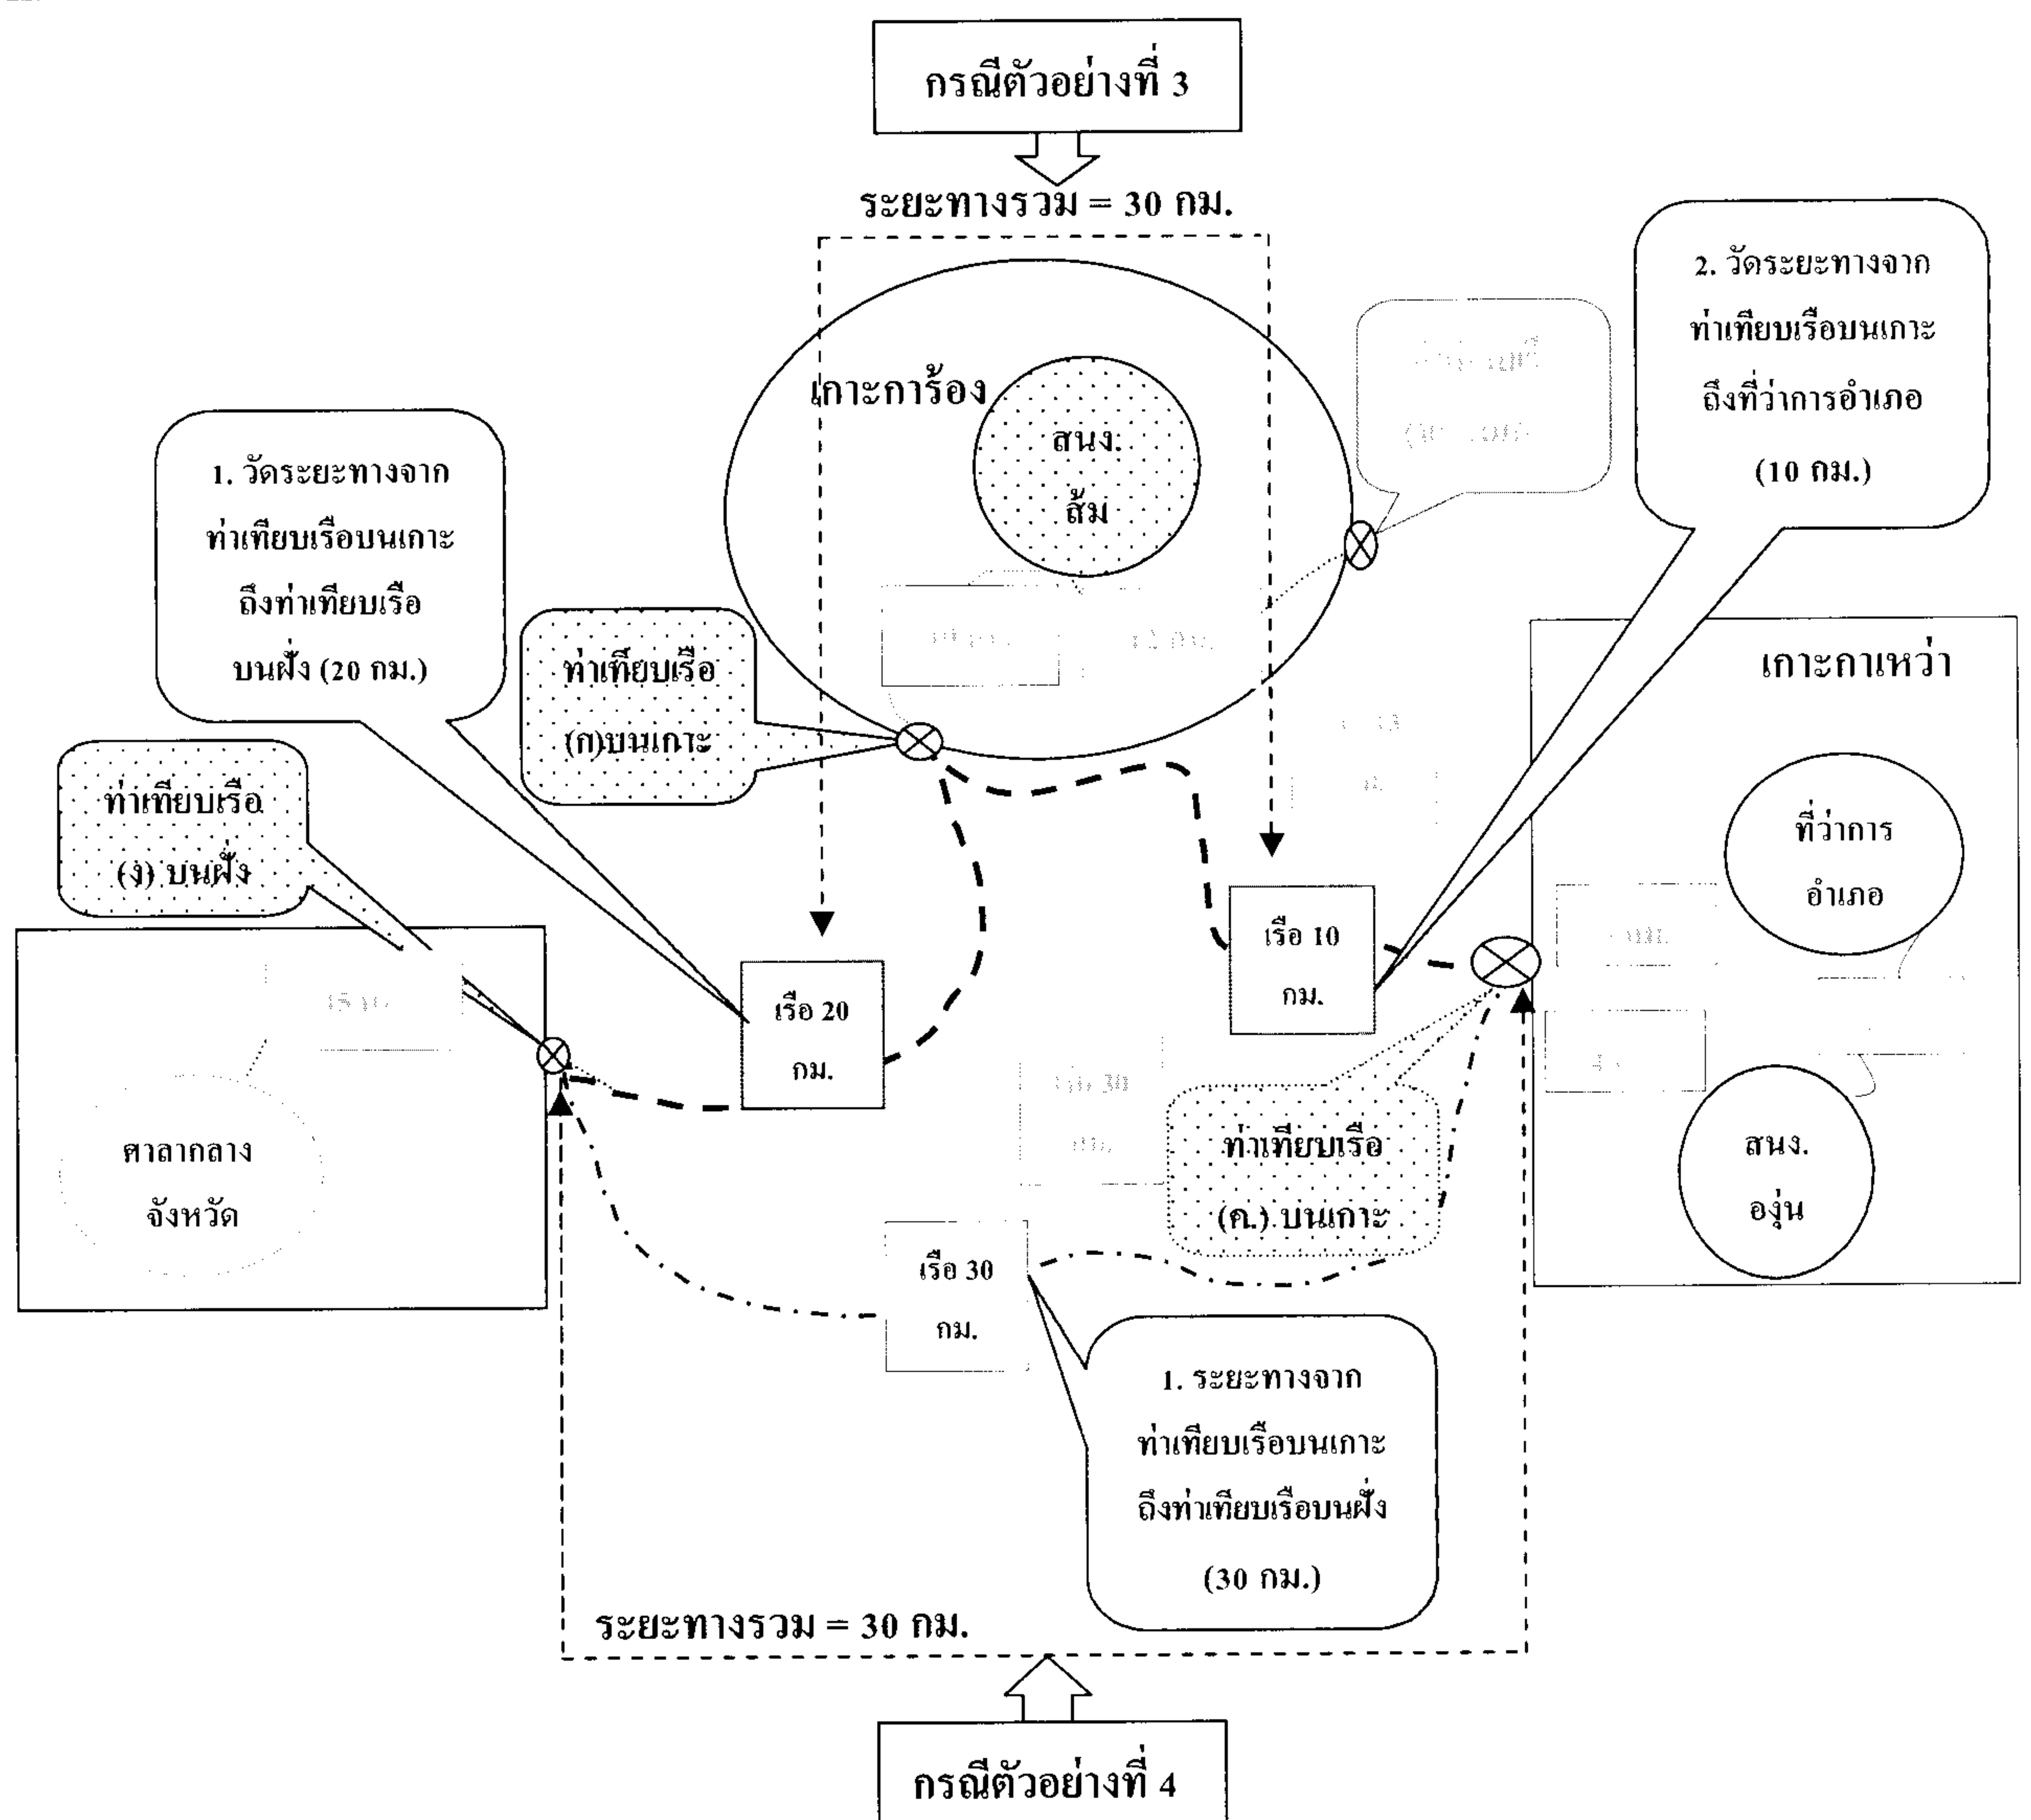 กรณีตัวอย่างที่ 3
ระยะทางรวม = 30 กม.
2. วัดระยะทางจาก
ท่าเทียบเรือบนเกาะ
ถึงที่ว่าการอำเภอ
(10 กม.)
เกาะการ้อง
สนง.
ส้ม
1. วัดระยะทางจาก
ท่าเทียบเรือบนเกาะ
ถึงท่าเทียบเรือ
บนฝั่ง (20 กม.)
ท่าเทียบเรือ
(ก)บนเกาะ
เกาะกาเหว่า
ท่าเทียบเรือ
(ง) บนฝั่ง
ที่ว่าการ
อำเภอ
เรือ 10
กม.
เรือ 20
กม.
ศาลากลาง
จังหวัด
ท่าเทียบเรือ
(ค.) บนเกาะ
สนง.
องุ่น
เรือ 30
กม.
1. ระยะทางจาก
ท่าเทียบเรือบนเกาะ
ถึงท่าเทียบเรือบนฝั่ง
(30 กม.)
ระยะทางรวม = 30 กม.
กรณีตัวอย่างที่ 4